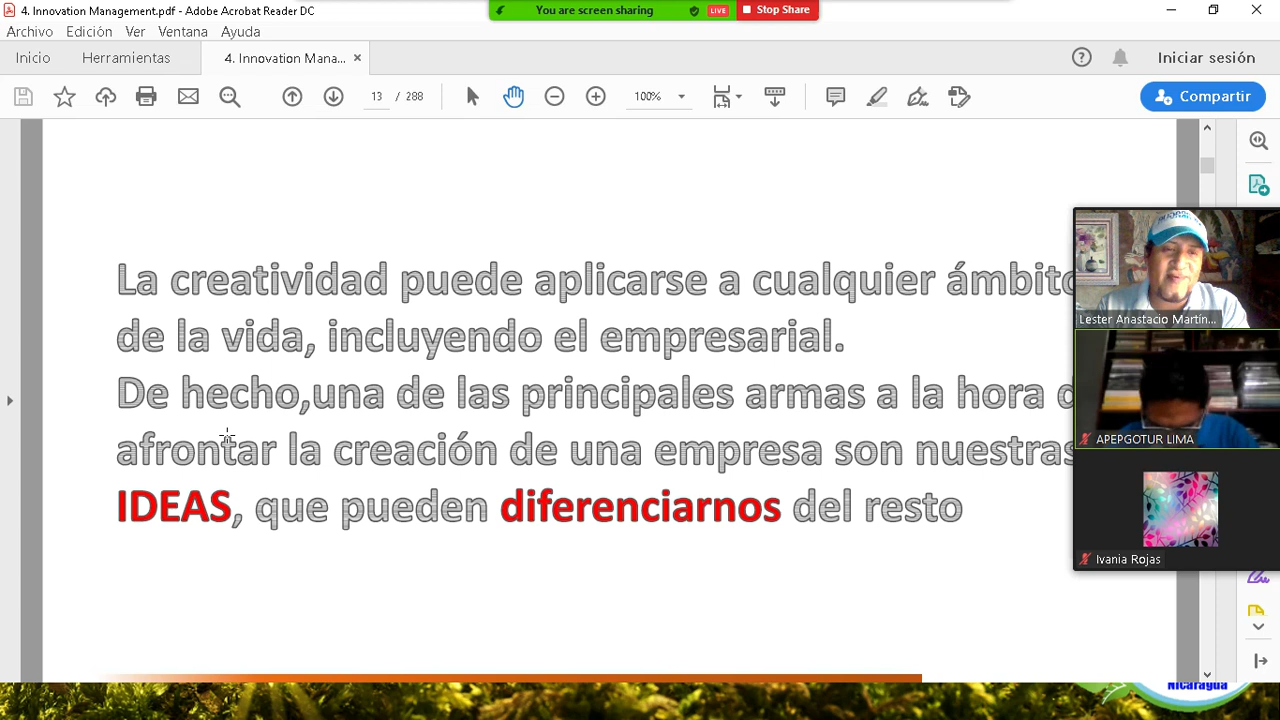 4. Innovation Management.pdf - Adobe Acrobat Reader DC
You are screen sharing
LIVE
Stop Share
Archivo Edición Ver Ventana Ayuda
Inicio
Herramientas
4. Innovation Mana...
Iniciar sesión
13 / 288
100%
Compartir
La creatividad puede aplicarse a cualquier ámbito
de la vida, incluyendo el empresarial.
De hecho,una de las principales armas a la hora d
afrontar la creación de una empresa son nuestras
IDEAS, que pueden diferenciarnos del resto
Lester Anastacio Martín...
APEPGOTUR LIMA
Ivania Rojas
Nicaragua